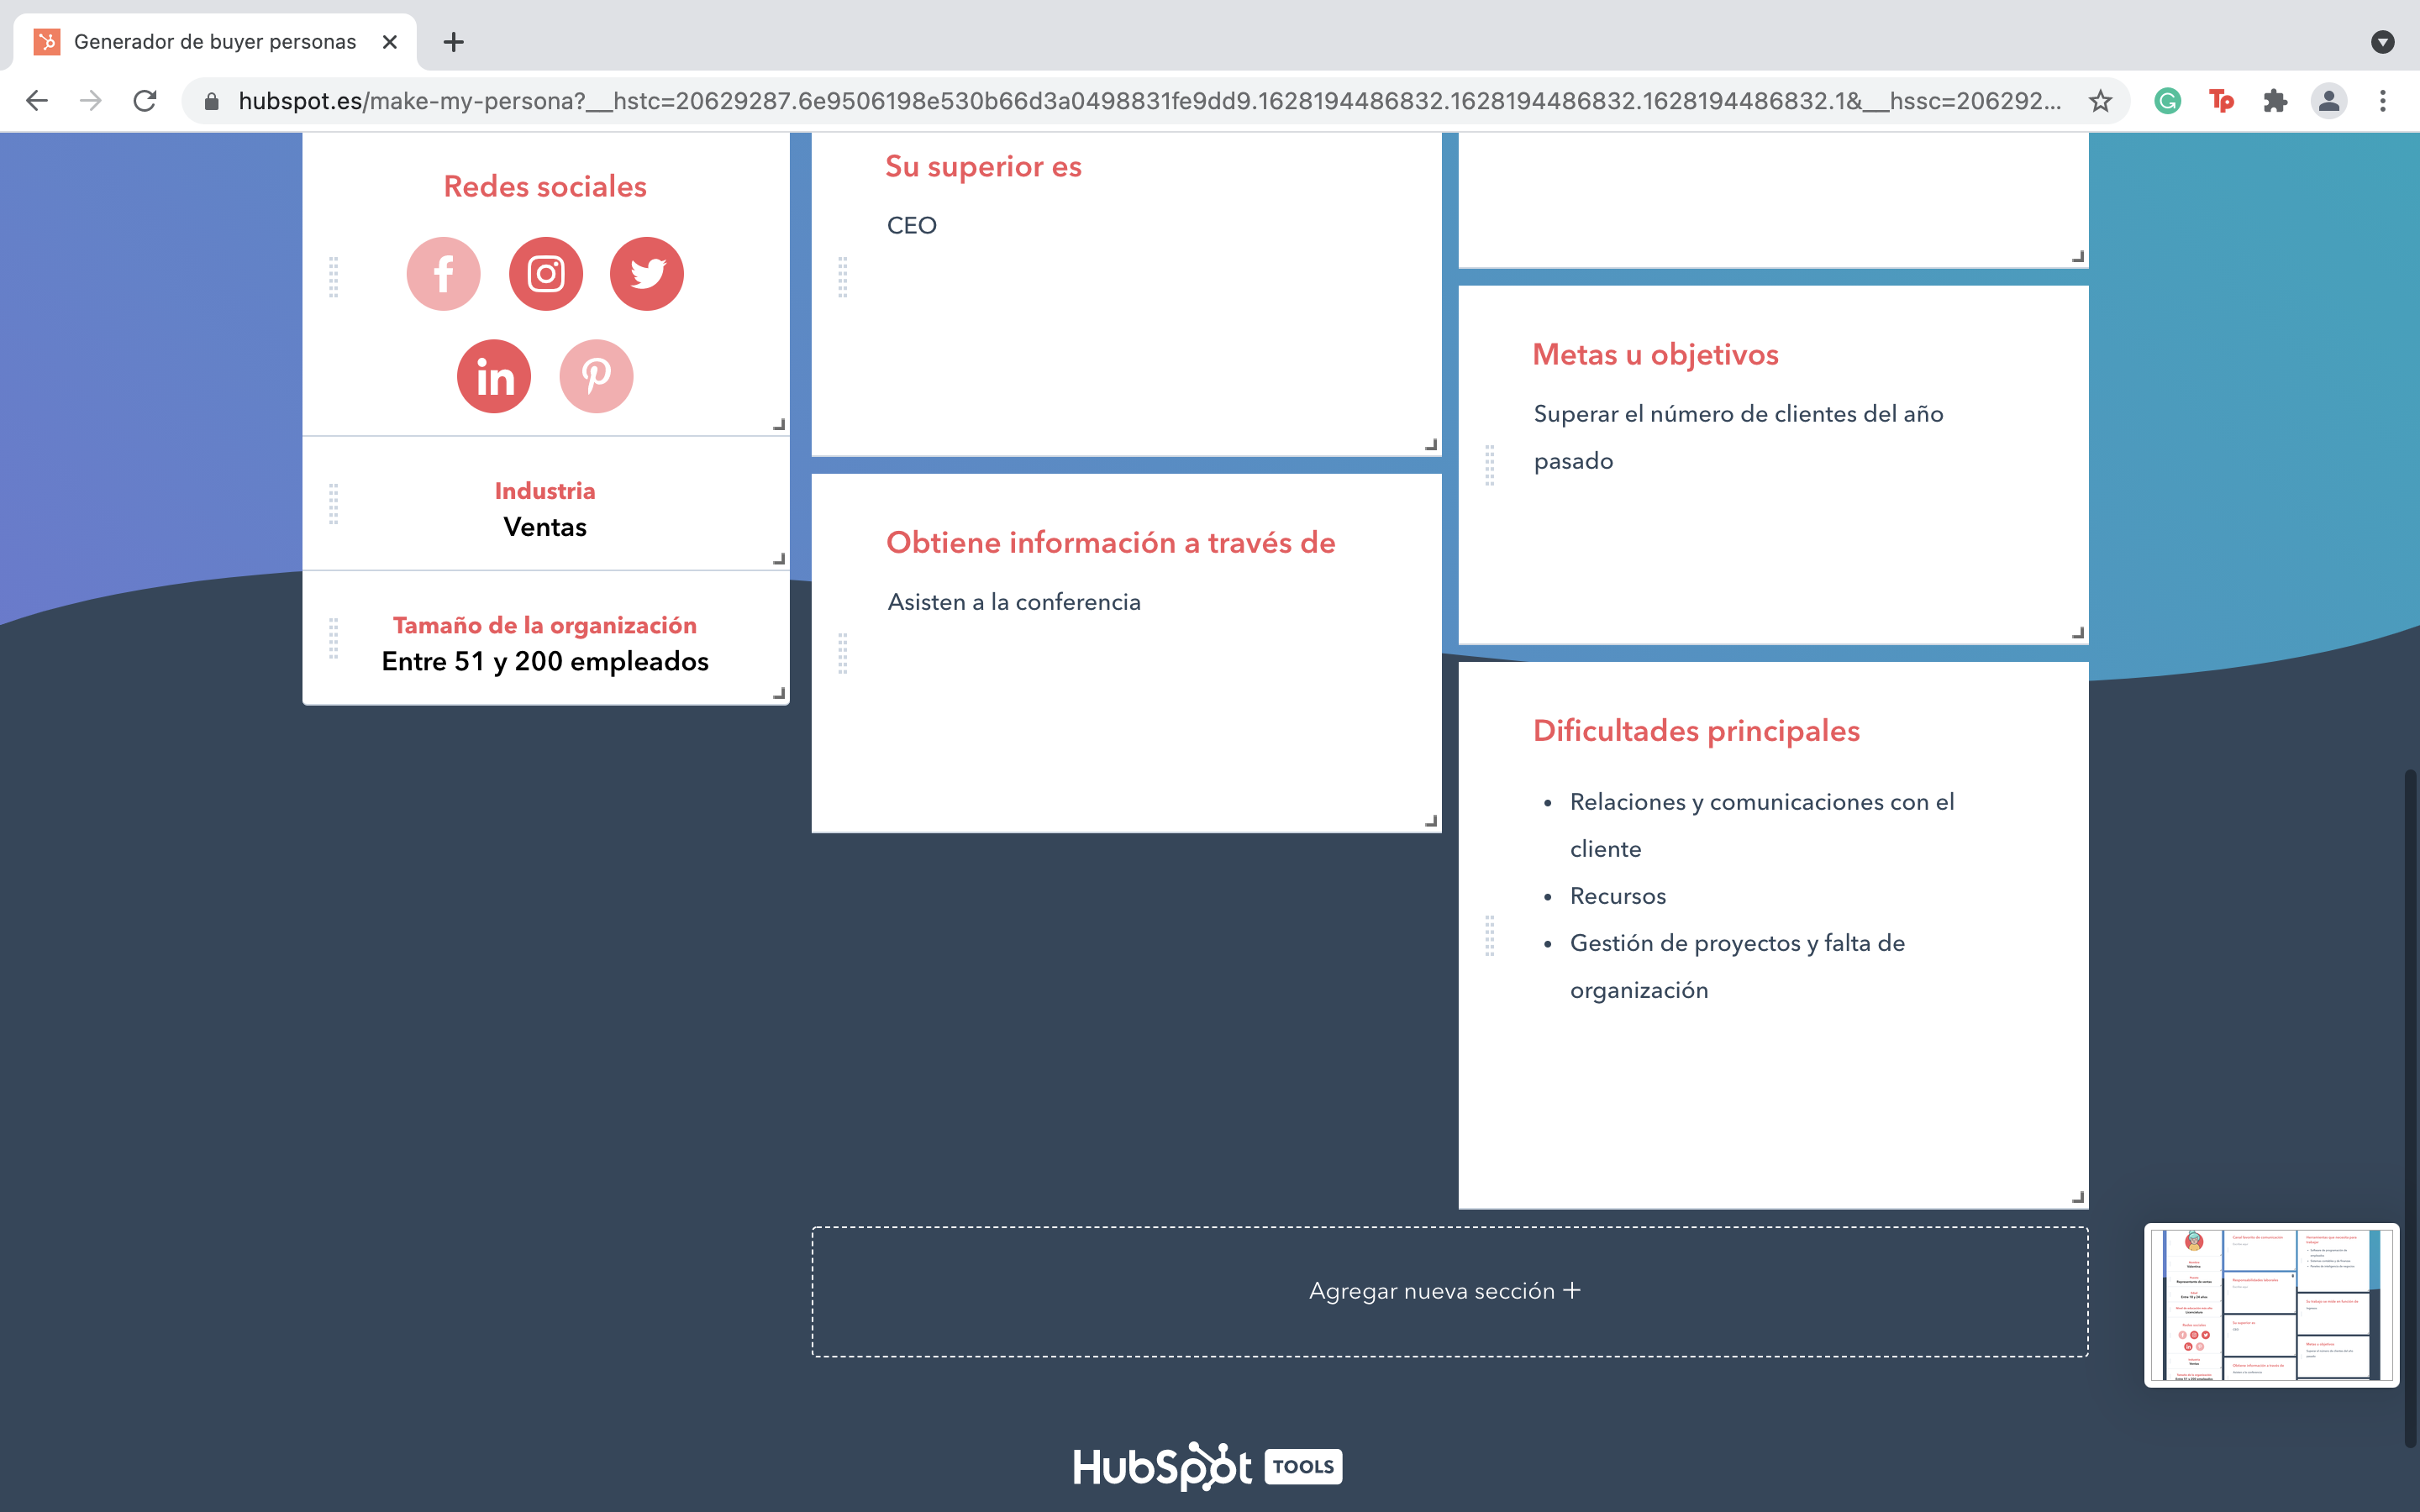 Generador de buyer personas
hubspot.es/make-my-persona?__hstc=20629287.6e9506198e530b66d3a0498831fe9dd9.1628194486832.1628194486832.1628194486832.1&__hssc=206292...
Redes sociales
Industria
Ventas
Tamaño de la organización
Entre 51 y 200 empleados
Su superior es
CEO
Obtiene información a través de
Asisten a la conferencia
Metas u objetivos
Superar el número de clientes del año
pasado
Dificultades principales
• Relaciones y comunicaciones con el
cliente
• Recursos
• Gestión de proyectos y falta de
organización
Agregar nueva sección +
HubSpot TOOLS